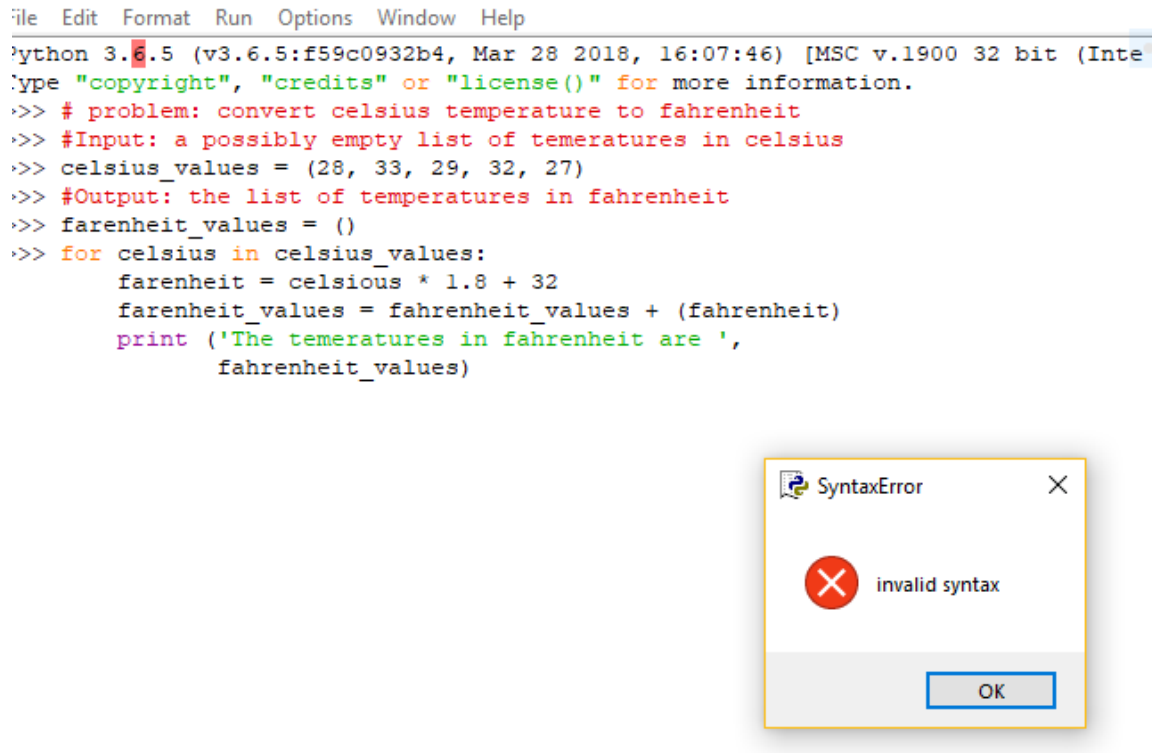 File Edit Format Run Options Window Help
Python 3.6.5 (v3.6.5:f59c0932b4, Mar 28 2018, 16:07:46) [MSC v.1900 32 bit (Inte
Type "copyright", "credits" or "license()" for more information.
>>> # problem: convert celsius temperature to fahrenheit
>>> #Input: a possibly empty list of temeratures in celsius
>>> celsius_values = (28, 33, 29, 32, 27)
>>> #Output: the list of temperatures in fahrenheit
>>> farenheit_values = ()
>>> for celsius in celsius_values:
        farenheit = celsious * 1.8 + 32
        farenheit_values = fahrenheit_values + (fahrenheit)
        print ('The temeratures in fahrenheit are ',
               fahrenheit_values)
SyntaxError
invalid syntax
OK